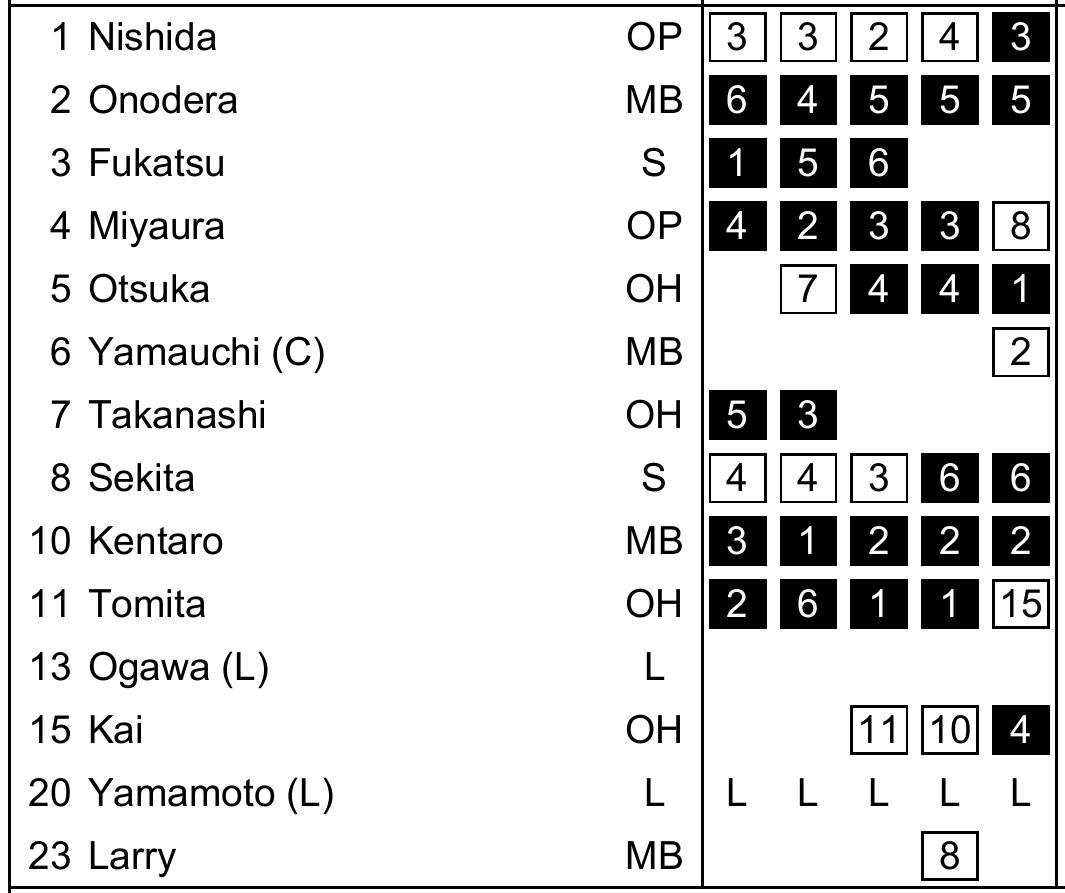 1 Nishida OP 3 3 2 4 3
2 Onodera MB 6 4 5 5 5
3 Fukatsu S 1 5 6
4 Miyaura OP 4 2 3 3 8
5 Otsuka OH 7 4 4 1
6 Yamauchi (C) MB 2
7 Takanashi OH 5 3
8 Sekita S 4 4 3 6 6
10 Kentaro MB 3 1 2 2 2
11 Tomita OH 2 6 1 1 15
13 Ogawa (L) L
15 Kai OH 11 10 4
20 Yamamoto (L) L L L L L L
23 Larry MB 8